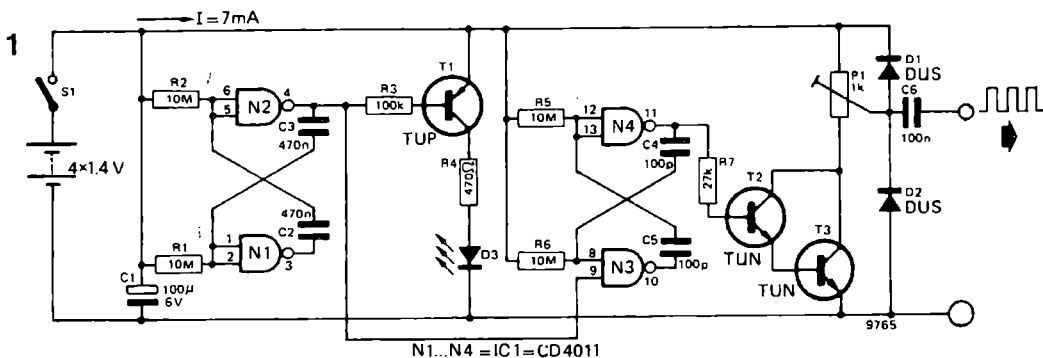 1
I=7mA
S1
4×1.4 V
R2
10M
6
5
N2
4
C3
470n
R1
10M
1
2
N1
3
470n
C2
C1
100µ
6V
R3
100k
T1
TUP
R4
470Ω
D3
R5
10M
12
13
N4
11
C4
100p
R6
10M
8
9
N3
10
C5
100p
R7
27k
T2
TUN
T3
TUN
P1
1k
D1
DUS
C6
100n
D2
DUS
9765
N1...N4 = IC1 = CD4011